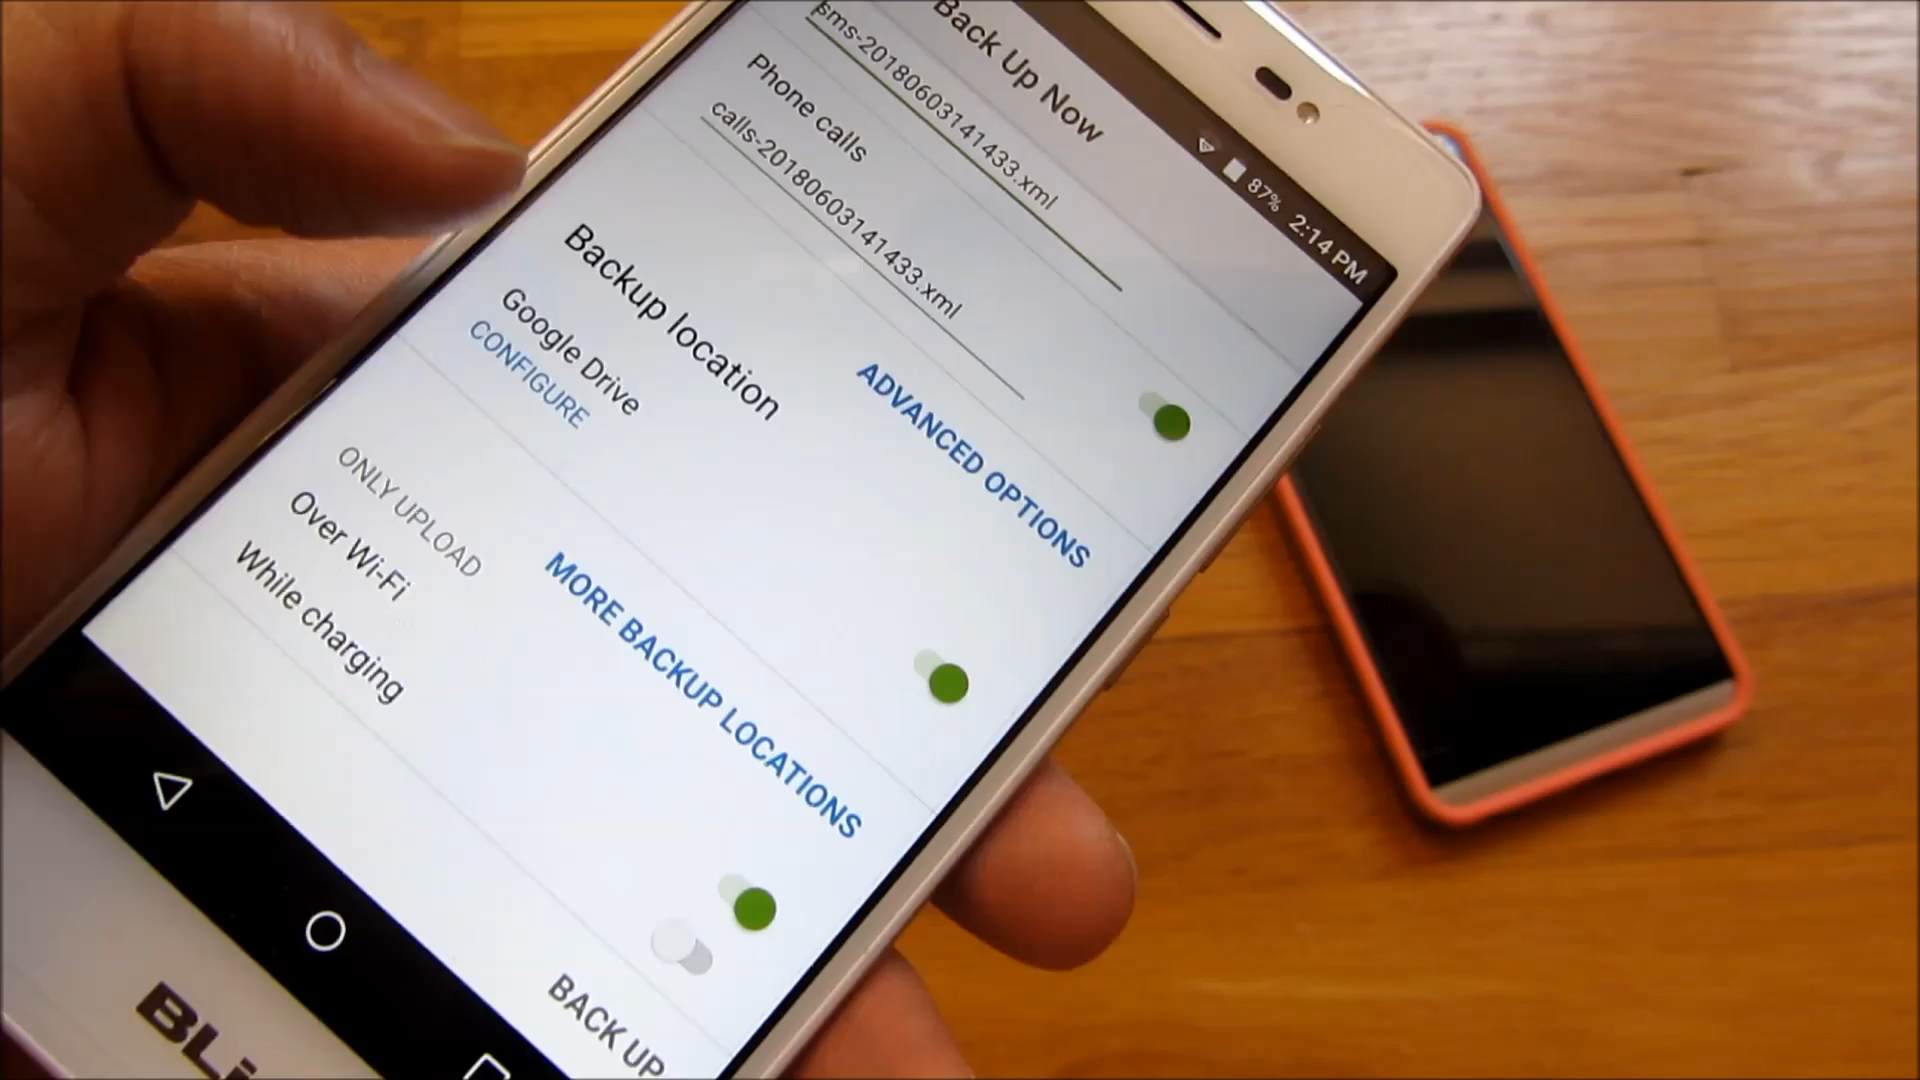 87% 2:14 PM
Back Up Now
sms-20180603141433.xml
Phone calls
calls-20180603141433.xml
ADVANCED OPTIONS
Backup location
Google Drive
CONFIGURE
MORE BACKUP LOCATIONS
ONLY UPLOAD
Over Wi-Fi
While charging
BACK UP